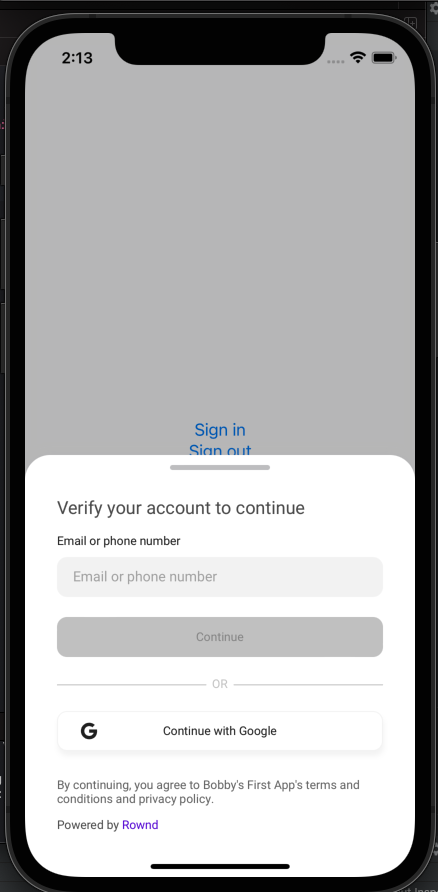 2:13
Sign in
Sign out
Verify your account to continue
Email or phone number
Email or phone number
Continue
OR
G
Continue with Google
By continuing, you agree to Bobby's First App's terms and
conditions and privacy policy.
Powered by Rownd